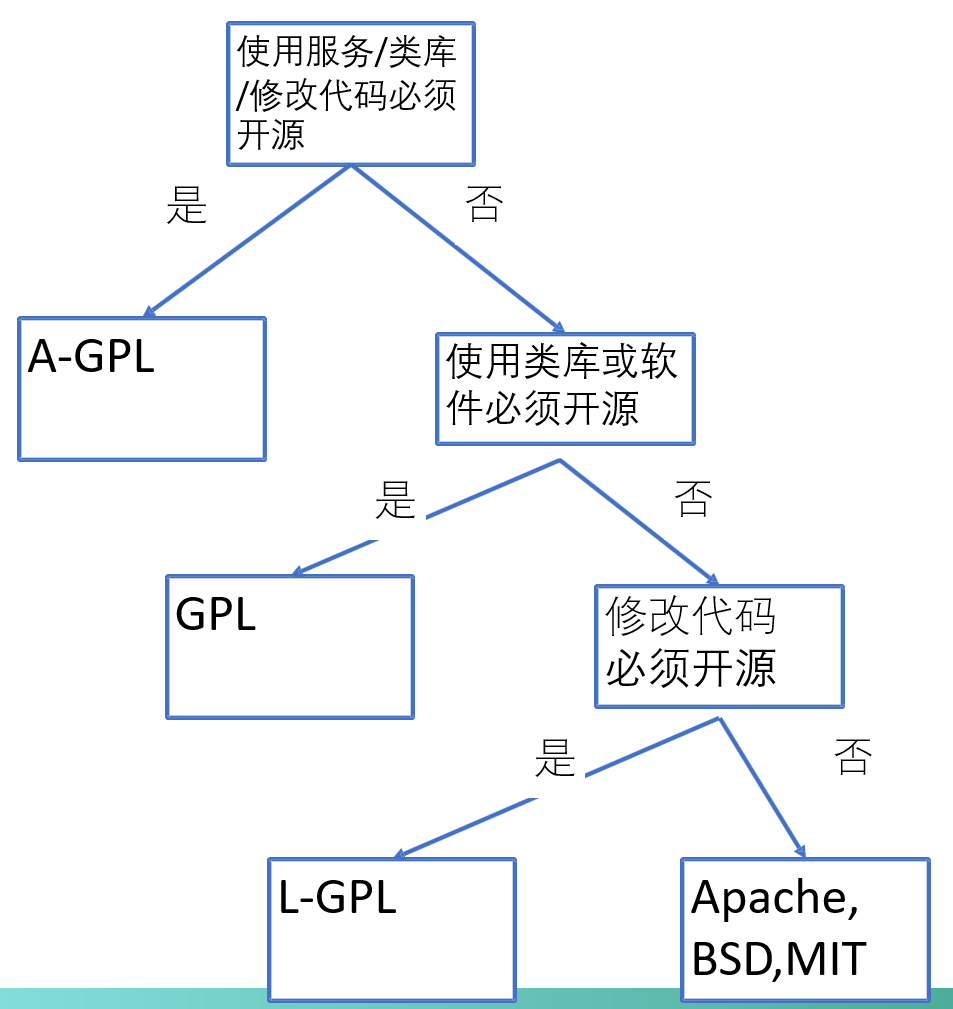 使用服务/类库
/修改代码必须
开源
是
否
A-GPL
使用类库或软
件必须开源
是
否
GPL
修改代码
必须开源
是
否
L-GPL
Apache,
BSD,MIT